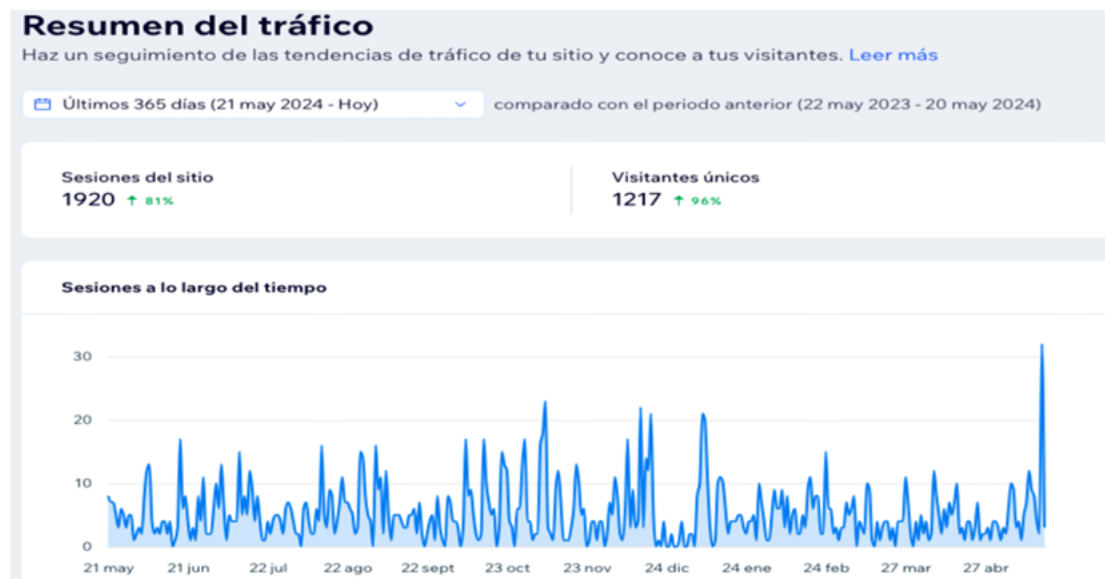 Resumen del tráfico
Haz un seguimiento de las tendencias de tráfico de tu sitio y conoce a tus visitantes. Leer más
Últimos 365 días (21 may 2024 - Hoy) comparado con el periodo anterior (22 may 2023 - 20 may 2024)
Sesiones del sitio
1920 ↑ 81%
Visitantes únicos
1217 ↑ 96%
Sesiones a lo largo del tiempo
30
20
10
0
21 may 21 jun 22 jul 22 ago 22 sept 23 oct 23 nov 24 dic 24 ene 24 feb 27 mar 27 abr